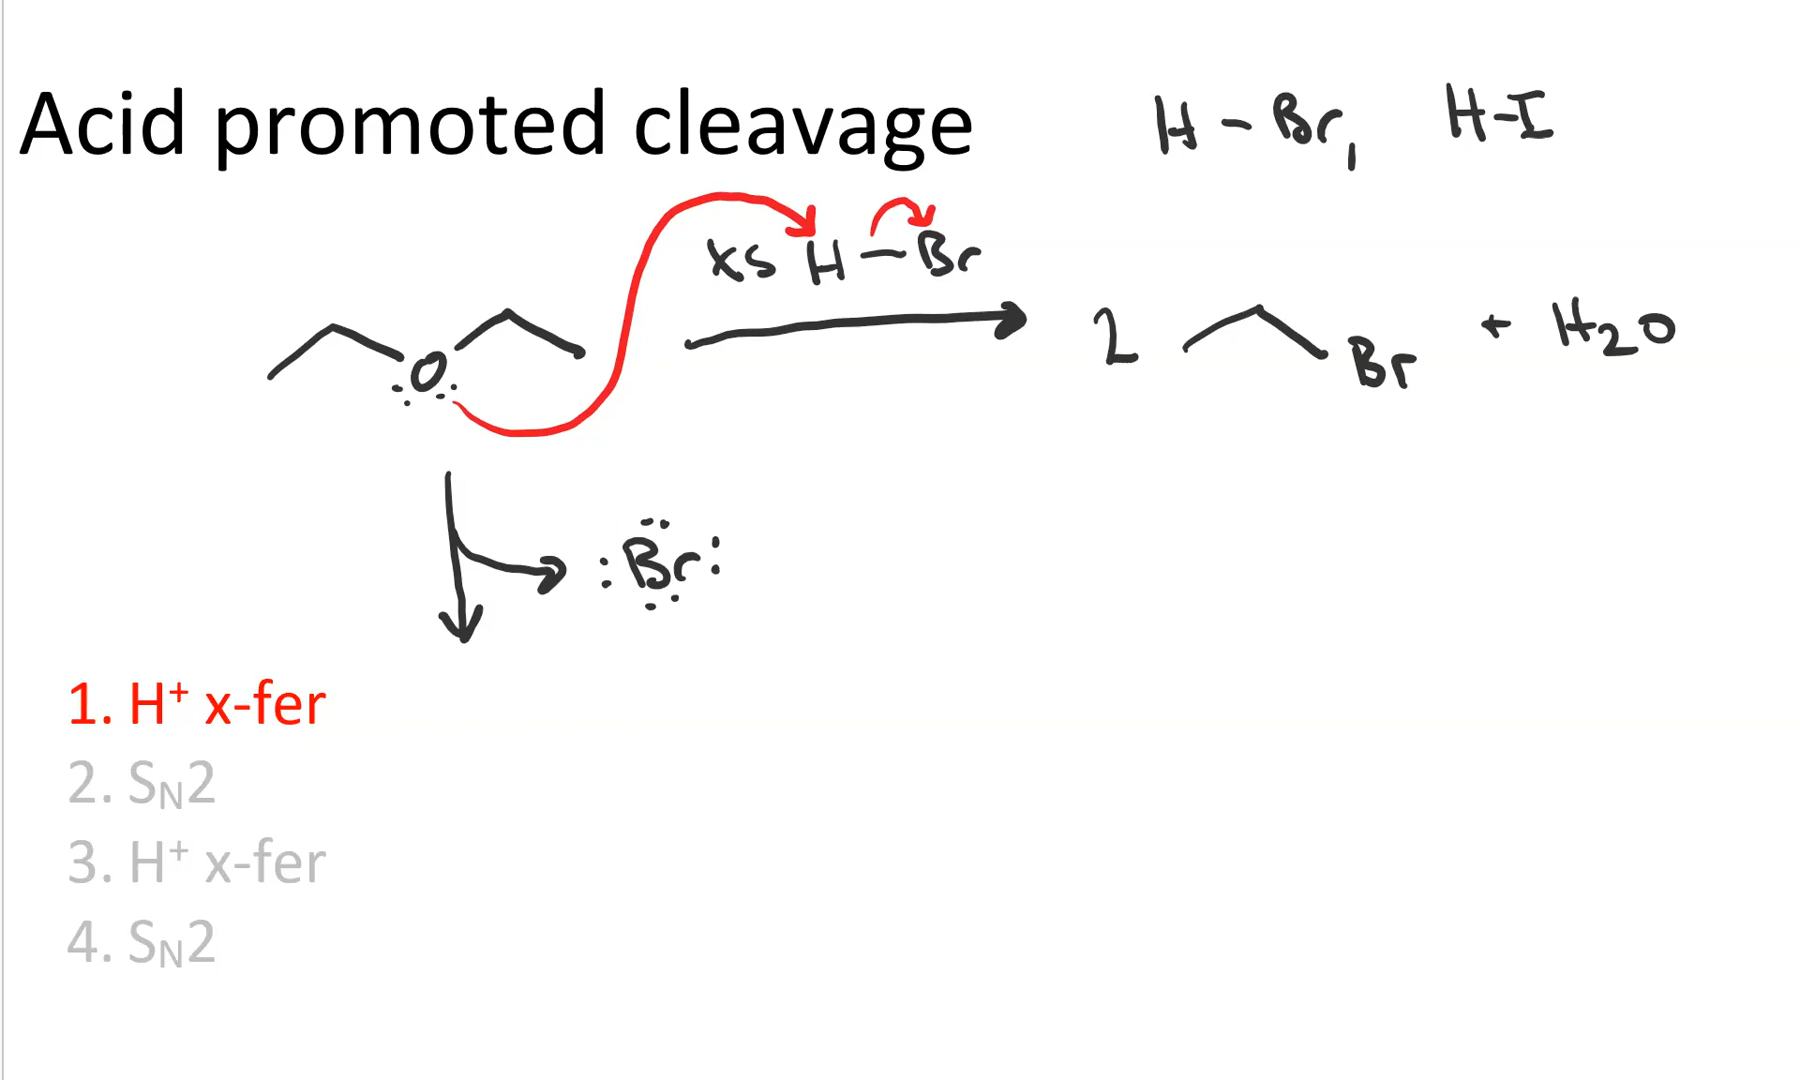 Acid promoted cleavage
H - Br, H-I
xs H - Br
O
2 Br + H2O
:Br:
1. H⁺ x-fer
2. SN2
3. H⁺ x-fer
4. SN2